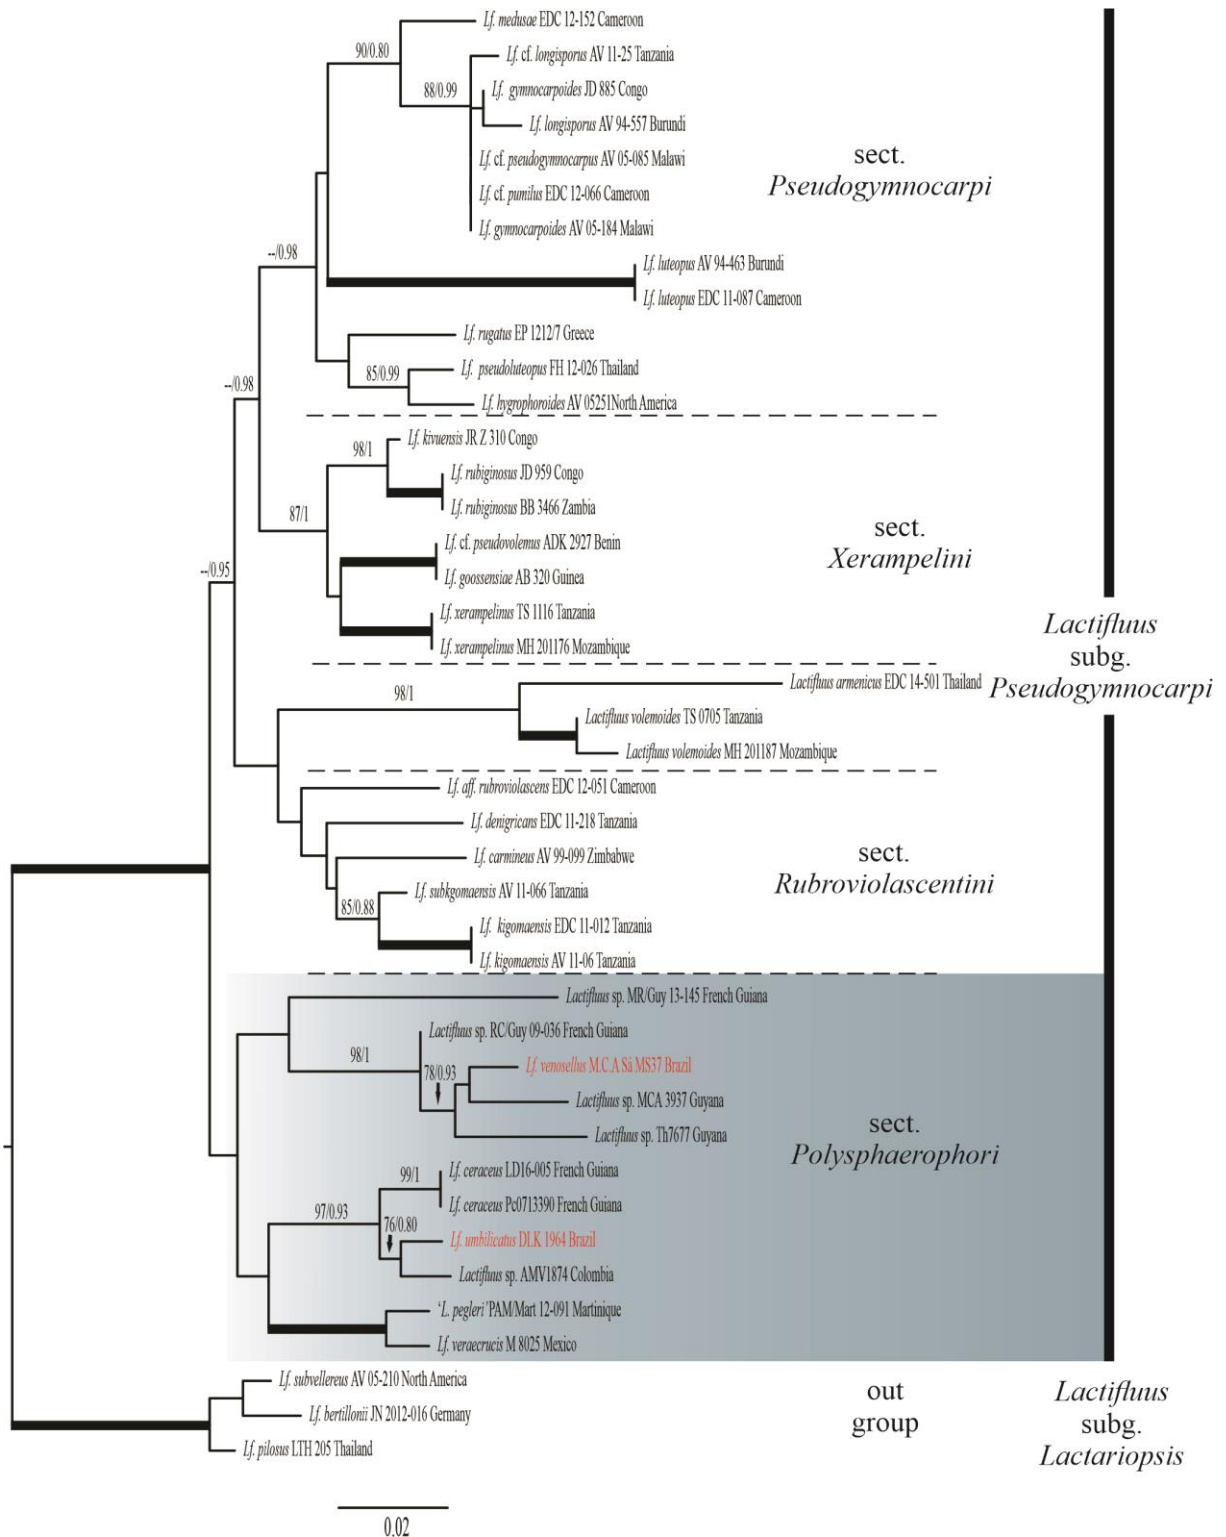 Lf. medusae EDC 12-152 Cameroon
90/0.80
Lf. cf. longisporus AV 11-25 Tanzania
88/0.99
Lf. gymnocarpoides JD 885 Congo
Lf. longisporus AV 94-557 Burundi
Lf. cf. pseudogymnocarpus AV 05-085 Malawi
Lf. cf. pumilus EDC 12-066 Cameroon
Lf. gymnocarpoides AV 05-184 Malawi
sect.
Pseudogymnocarpi
--/0.98
Lf. luteopus AV 94-463 Burundi
Lf. luteopus EDC 11-087 Cameroon
Lf. rugatus EP 1212/7 Greece
Lf. pseudoluteopus FH 12-026 Thailand
85/0.99
Lf. hygrophoroides AV 05251North America
--/0.98
Lf. kivuensis JR Z 310 Congo
98/1
Lf. rubiginosus JD 959 Congo
Lf. rubiginosus BB 3466 Zambia
87/1
Lf. cf. pseudovolemus ADK 2927 Benin
Lf. goossensiae AB 320 Guinea
Lf. xerampelinus TS 1116 Tanzania
Lf. xerampelinus MH 201176 Mozambique
sect.
Xerampelini
--/0.95
Lactifluus
subg.
Pseudogymnocarpi
Lactifluus armenicus EDC 14-501 Thailand
98/1
Lactifluus volemoides TS 0705 Tanzania
Lactifluus volemoides MH 201187 Mozambique
Lf. aff. rubroviolascens EDC 12-051 Cameroon
Lf. denigricans EDC 11-218 Tanzania
Lf. carmineus AV 99-099 Zimbabwe
Lf. subkgomaensis AV 11-066 Tanzania
85/0.88
Lf. kigomaensis EDC 11-012 Tanzania
Lf. kigomaensis AV 11-06 Tanzania
sect.
Rubroviolascentini
Lactifluus sp. MR/Guy 13-145 French Guiana
Lactifluus sp. RC/Guy 09-036 French Guiana
98/1
78/0.93
Lf. venosellus M.C.A Sá MS37 Brazil
Lactifluus sp. MCA 3937 Guyana
Lactifluus sp. Th7677 Guyana
sect.
Polysphaerophori
Lf. ceraceus LD16-005 French Guiana
99/1
Lf. ceraceus Pc0713390 French Guiana
97/0.93
76/0.80
Lf. umbilicatus DLK 1964 Brazil
Lactifluus sp. AMV1874 Colombia
'L. pegleri' PAM/Mart 12-091 Martinique
Lf. veraecrucis M 8025 Mexico
Lf. subvellereus AV 05-210 North America
Lf. bertillonii JN 2012-016 Germany
Lf. pilosus LTH 205 Thailand
out
group
Lactifluus
subg.
Lactariopsis
0.02